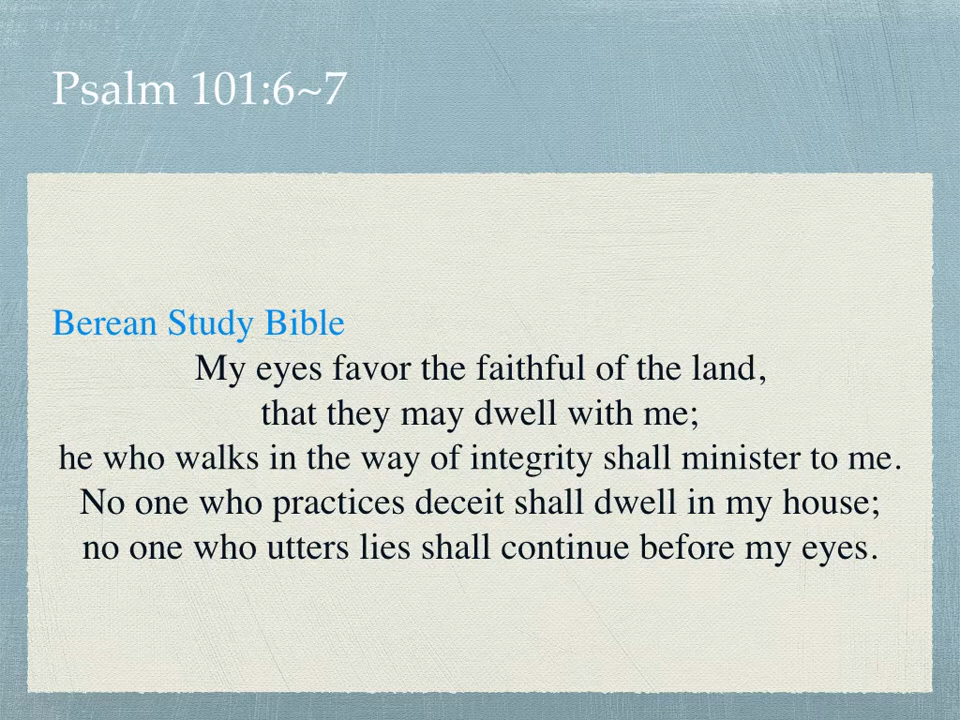 Psalm 101:6~7
Berean Study Bible
My eyes favor the faithful of the land,
that they may dwell with me;
he who walks in the way of integrity shall minister to me.
No one who practices deceit shall dwell in my house;
no one who utters lies shall continue before my eyes.